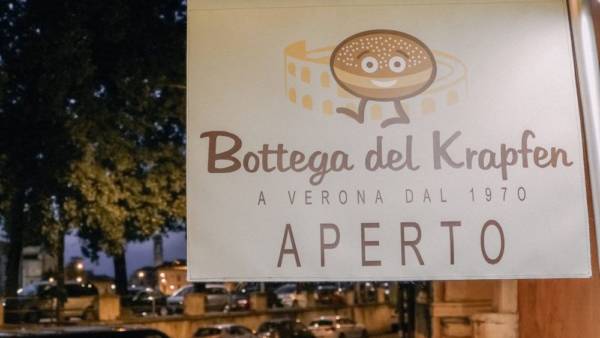 Bottega del Krapfen
A VERONA DAL 1970
APERTO